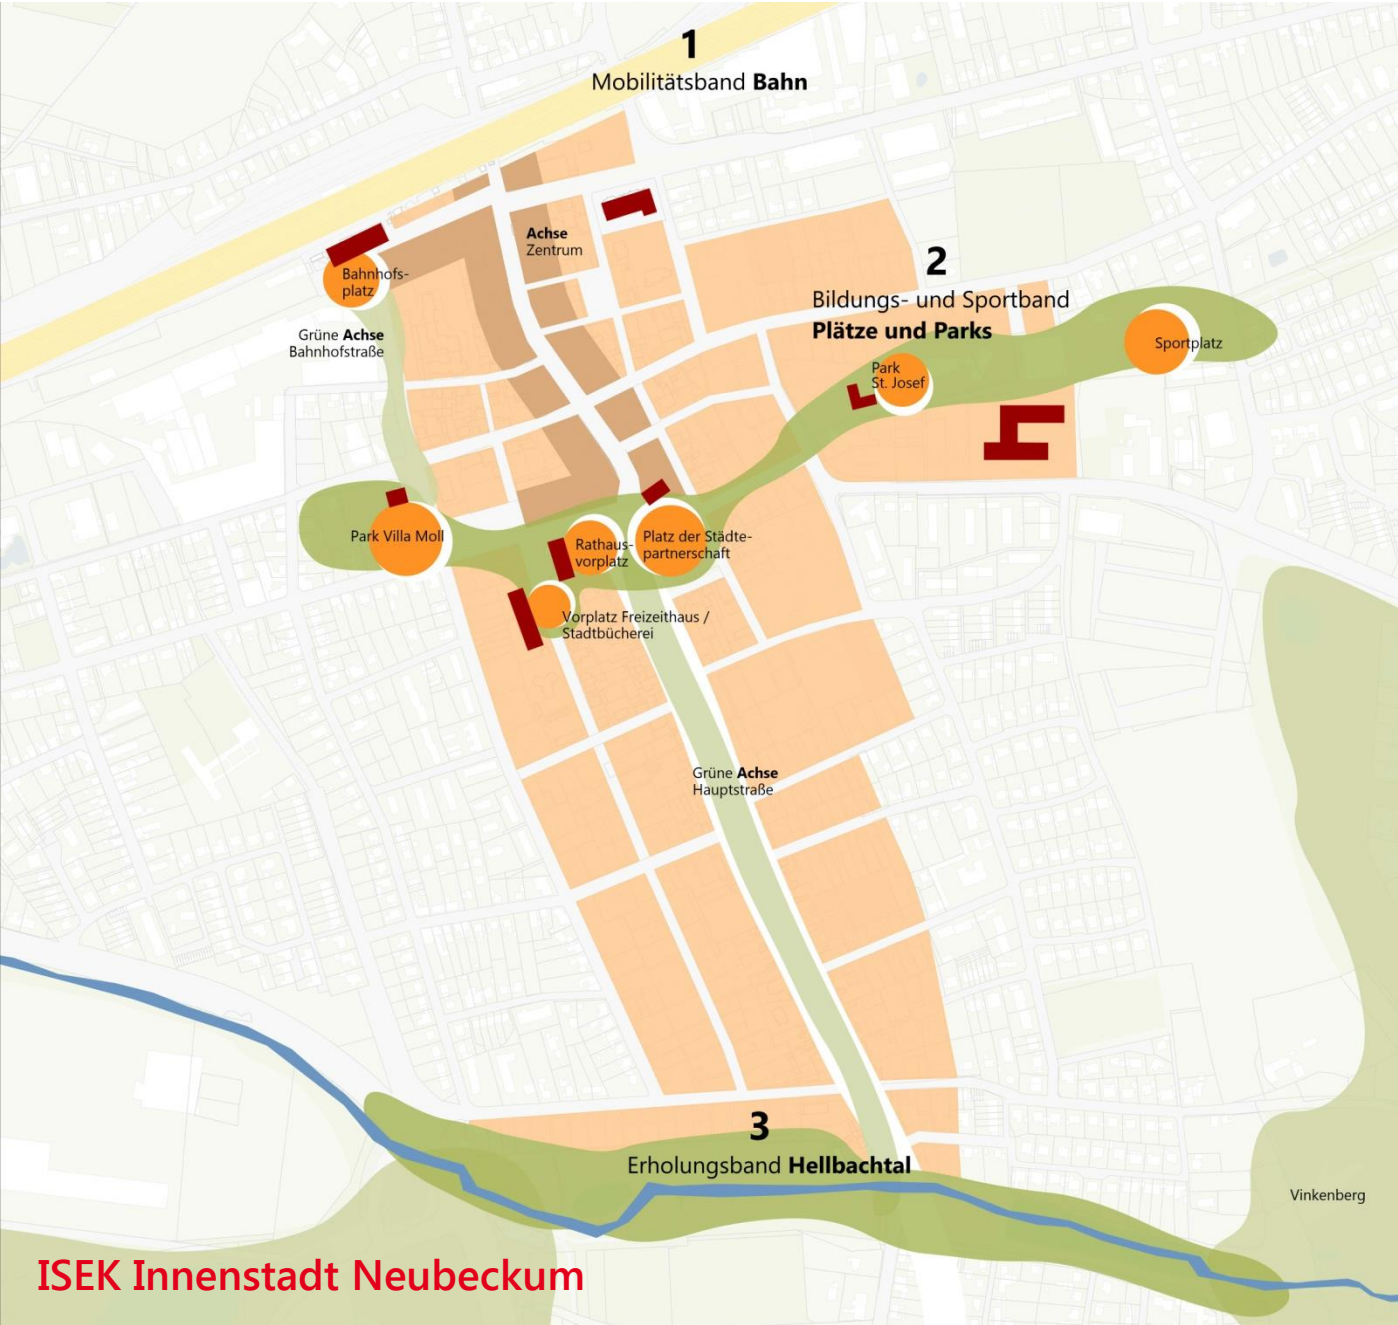 1
Mobilitätsband Bahn
Achse
Zentrum
Bahnhofs-
platz
Grüne Achse
Bahnhofstraße
2
Bildungs- und Sportband
Plätze und Parks
Sportplatz
Park
St. Josef
Park Villa Moll
Rathaus-
vorplatz
Platz der Städte-
partnerschaft
Vorplatz Freizeithaus /
Stadtbücherei
Grüne Achse
Hauptstraße
3
Erholungsband Hellbachtal
Vinkenberg
ISEK Innenstadt Neubeckum